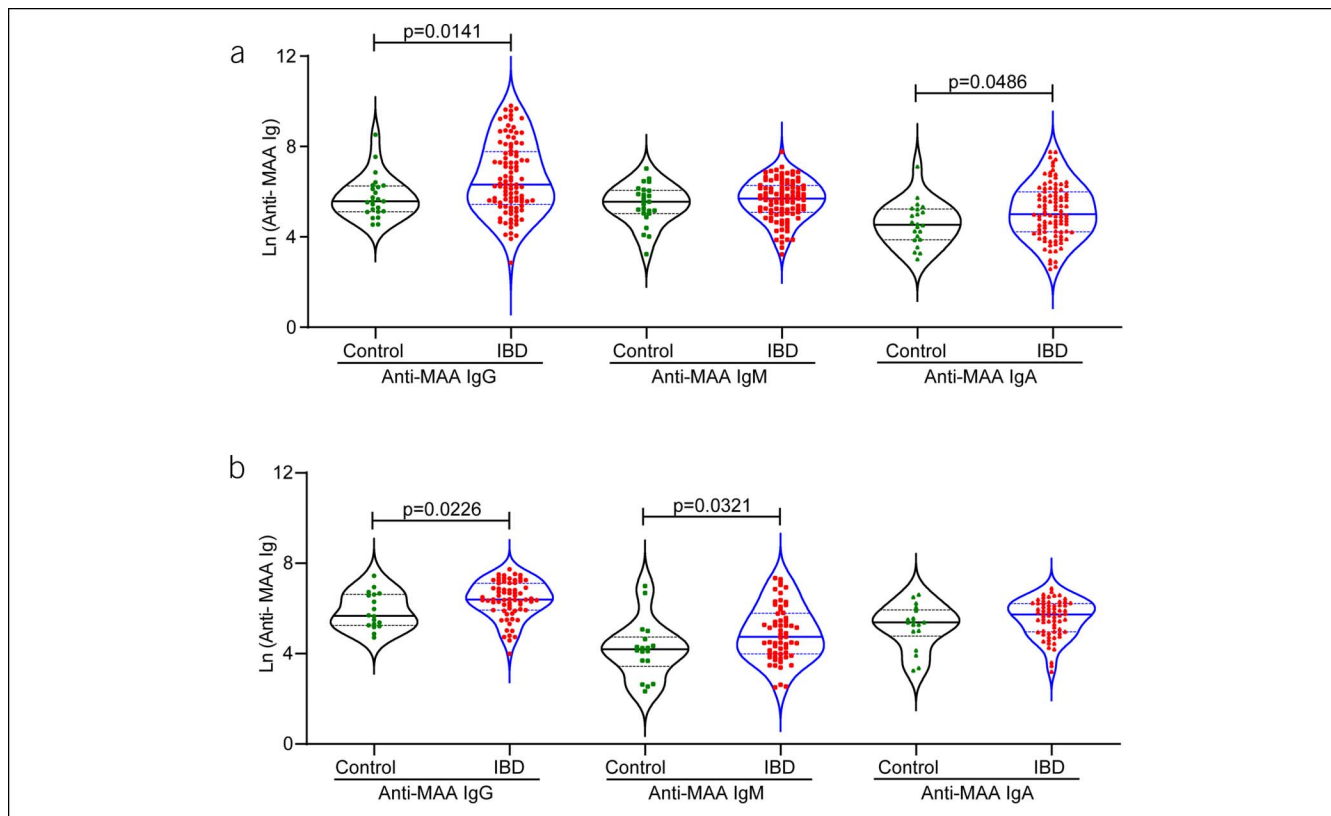 a
p=0.0141
p=0.0486
12
8
4
0
Ln (Anti- MAA Ig)
Control IBD Control IBD Control IBD
Anti-MAA IgG Anti-MAA IgM Anti-MAA IgA
b
p=0.0226
p=0.0321
12
8
4
0
Ln (Anti- MAA Ig)
Control IBD Control IBD Control IBD
Anti-MAA IgG Anti-MAA IgM Anti-MAA IgA